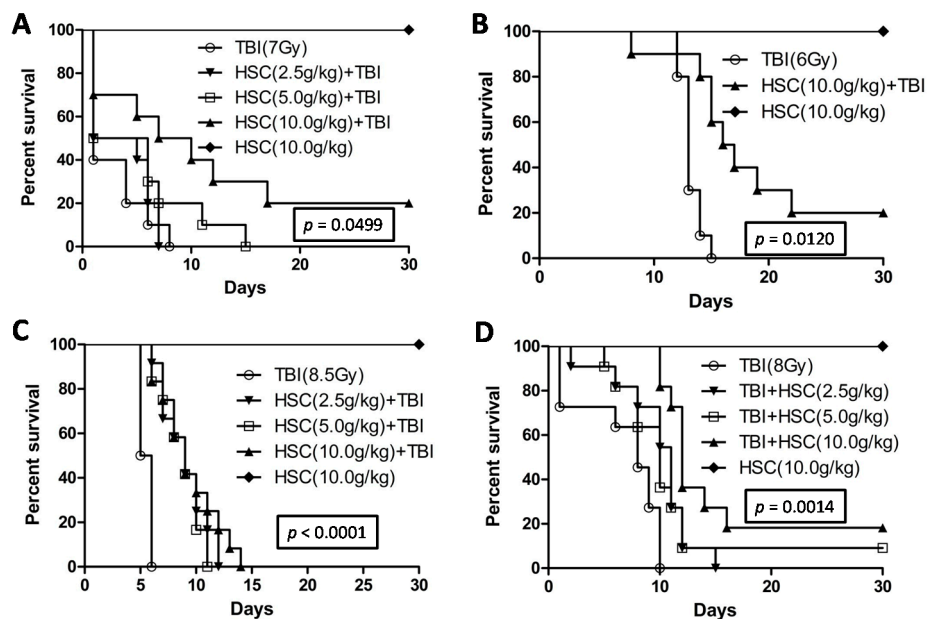 A
100
80
60
40
20
0
Percent survival
TBI(7Gy)
HSC(2.5g/kg)+TBI
HSC(5.0g/kg)+TBI
HSC(10.0g/kg)+TBI
HSC(10.0g/kg)
p = 0.0499
0 10 20 30
Days
B
100
80
60
40
20
0
Percent survival
TBI(6Gy)
HSC(10.0g/kg)+TBI
HSC(10.0g/kg)
p = 0.0120
0 10 20 30
Days
C
100
80
60
40
20
0
Percent survival
TBI(8.5Gy)
HSC(2.5g/kg)+TBI
HSC(5.0g/kg)+TBI
HSC(10.0g/kg)+TBI
HSC(10.0g/kg)
p < 0.0001
0 5 10 15 20 25 30
Days
D
100
80
60
40
20
0
Percent survival
TBI(8Gy)
TBI+HSC(2.5g/kg)
TBI+HSC(5.0g/kg)
TBI+HSC(10.0g/kg)
HSC(10.0g/kg)
p = 0.0014
0 10 20 30
Days